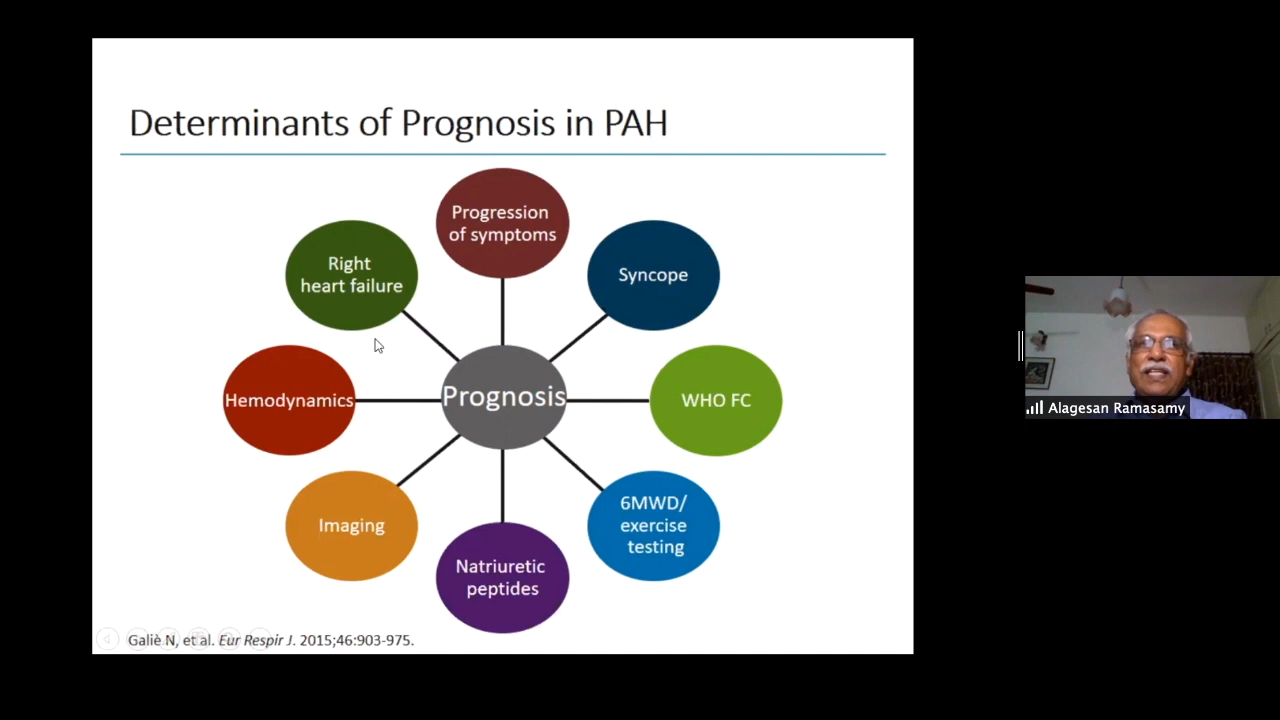 Determinants of Prognosis in PAH
Progression
of symptoms
Right
heart failure
Syncope
Hemodynamics
Prognosis
WHO FC
Imaging
6MWD/
exercise
testing
Natriuretic
peptides
Galiè N, et al. Eur Respir J. 2015;46:903-975.
Alagesan Ramasamy